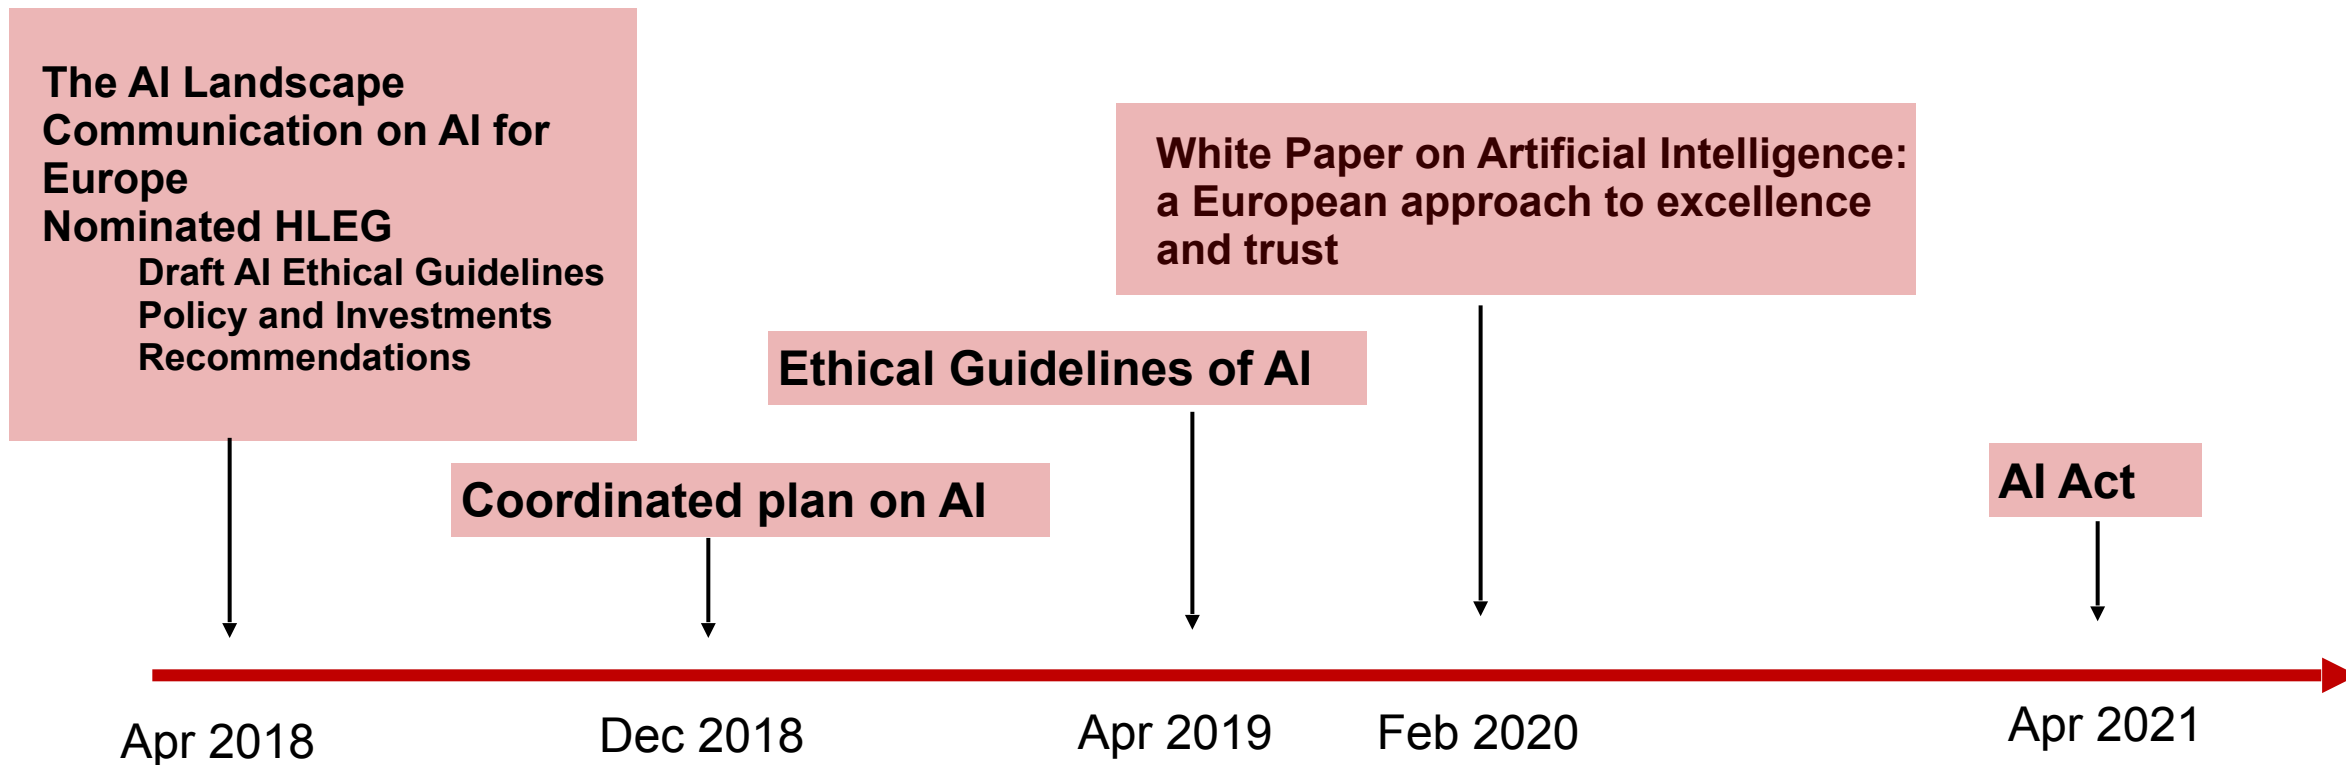 The AI Landscape
Communication on AI for
Europe
Nominated HLEG
Draft AI Ethical Guidelines
Policy and Investments
Recommendations
White Paper on Artificial Intelligence:
a European approach to excellence
and trust
Ethical Guidelines of AI
Coordinated plan on AI
AI Act
Apr 2018
Dec 2018
Apr 2019
Feb 2020
Apr 2021